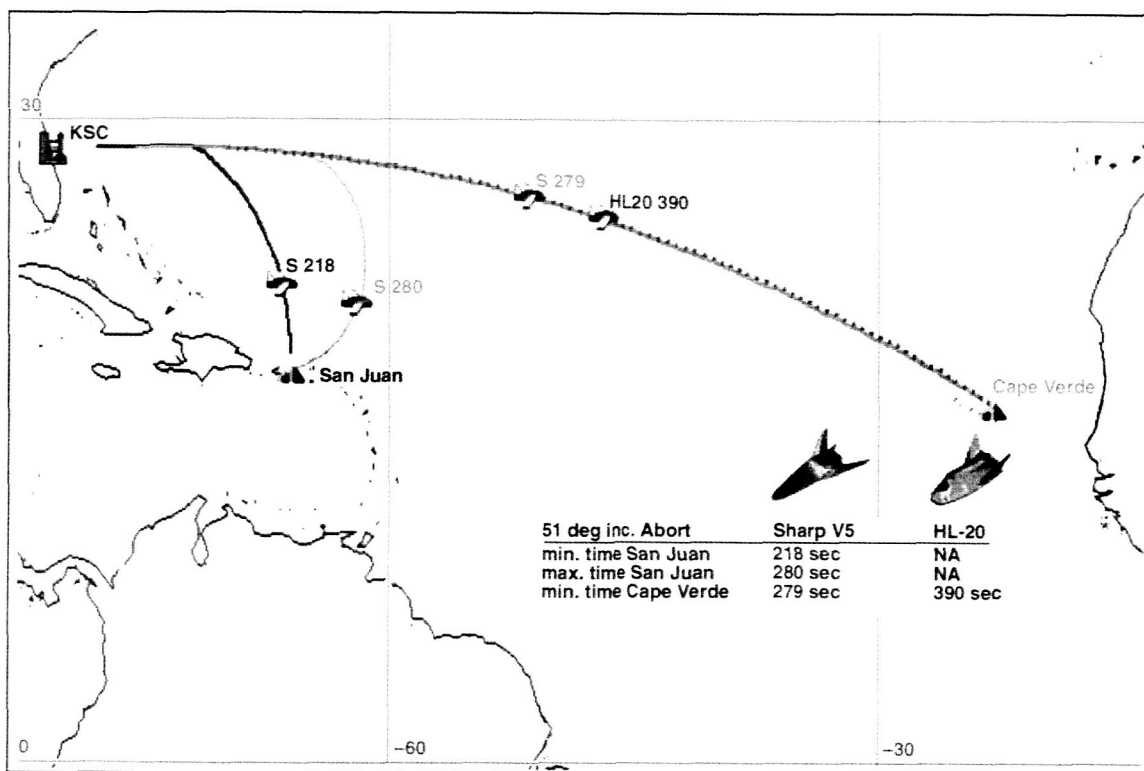 30
KSC
S 279
HL20 390
S 218
S 280
San Juan
Cape Verde
51 deg inc. Abort Sharp V5 HL-20
min. time San Juan 218 sec NA
max. time San Juan 280 sec NA
min. time Cape Verde 279 sec 390 sec
0 -60 -30